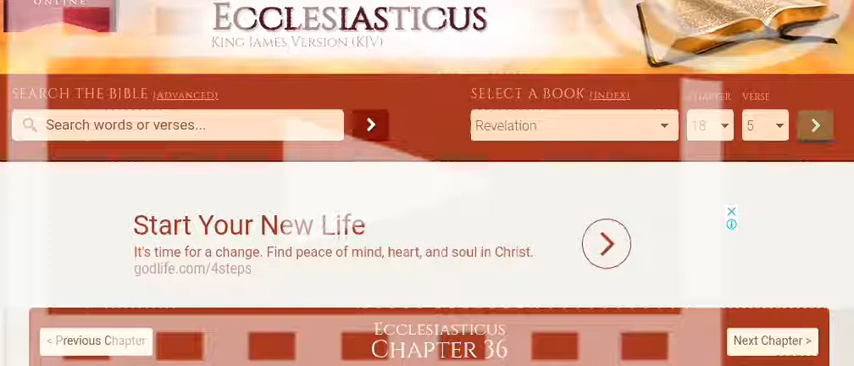 ONLINE
ECCLESIASTICUS
KING JAMES VERSION (KJV)
SEARCH THE BIBLE (ADVANCED)
SELECT A BOOK (INDEX) CHAPTER VERSE
Search words or verses...
Revelation 18 5
Start Your New Life
It's time for a change. Find peace of mind, heart, and soul in Christ.
godlife.com/4steps
ECCLESIASTICUS
< Previous Chapter
CHAPTER 36
Next Chapter >